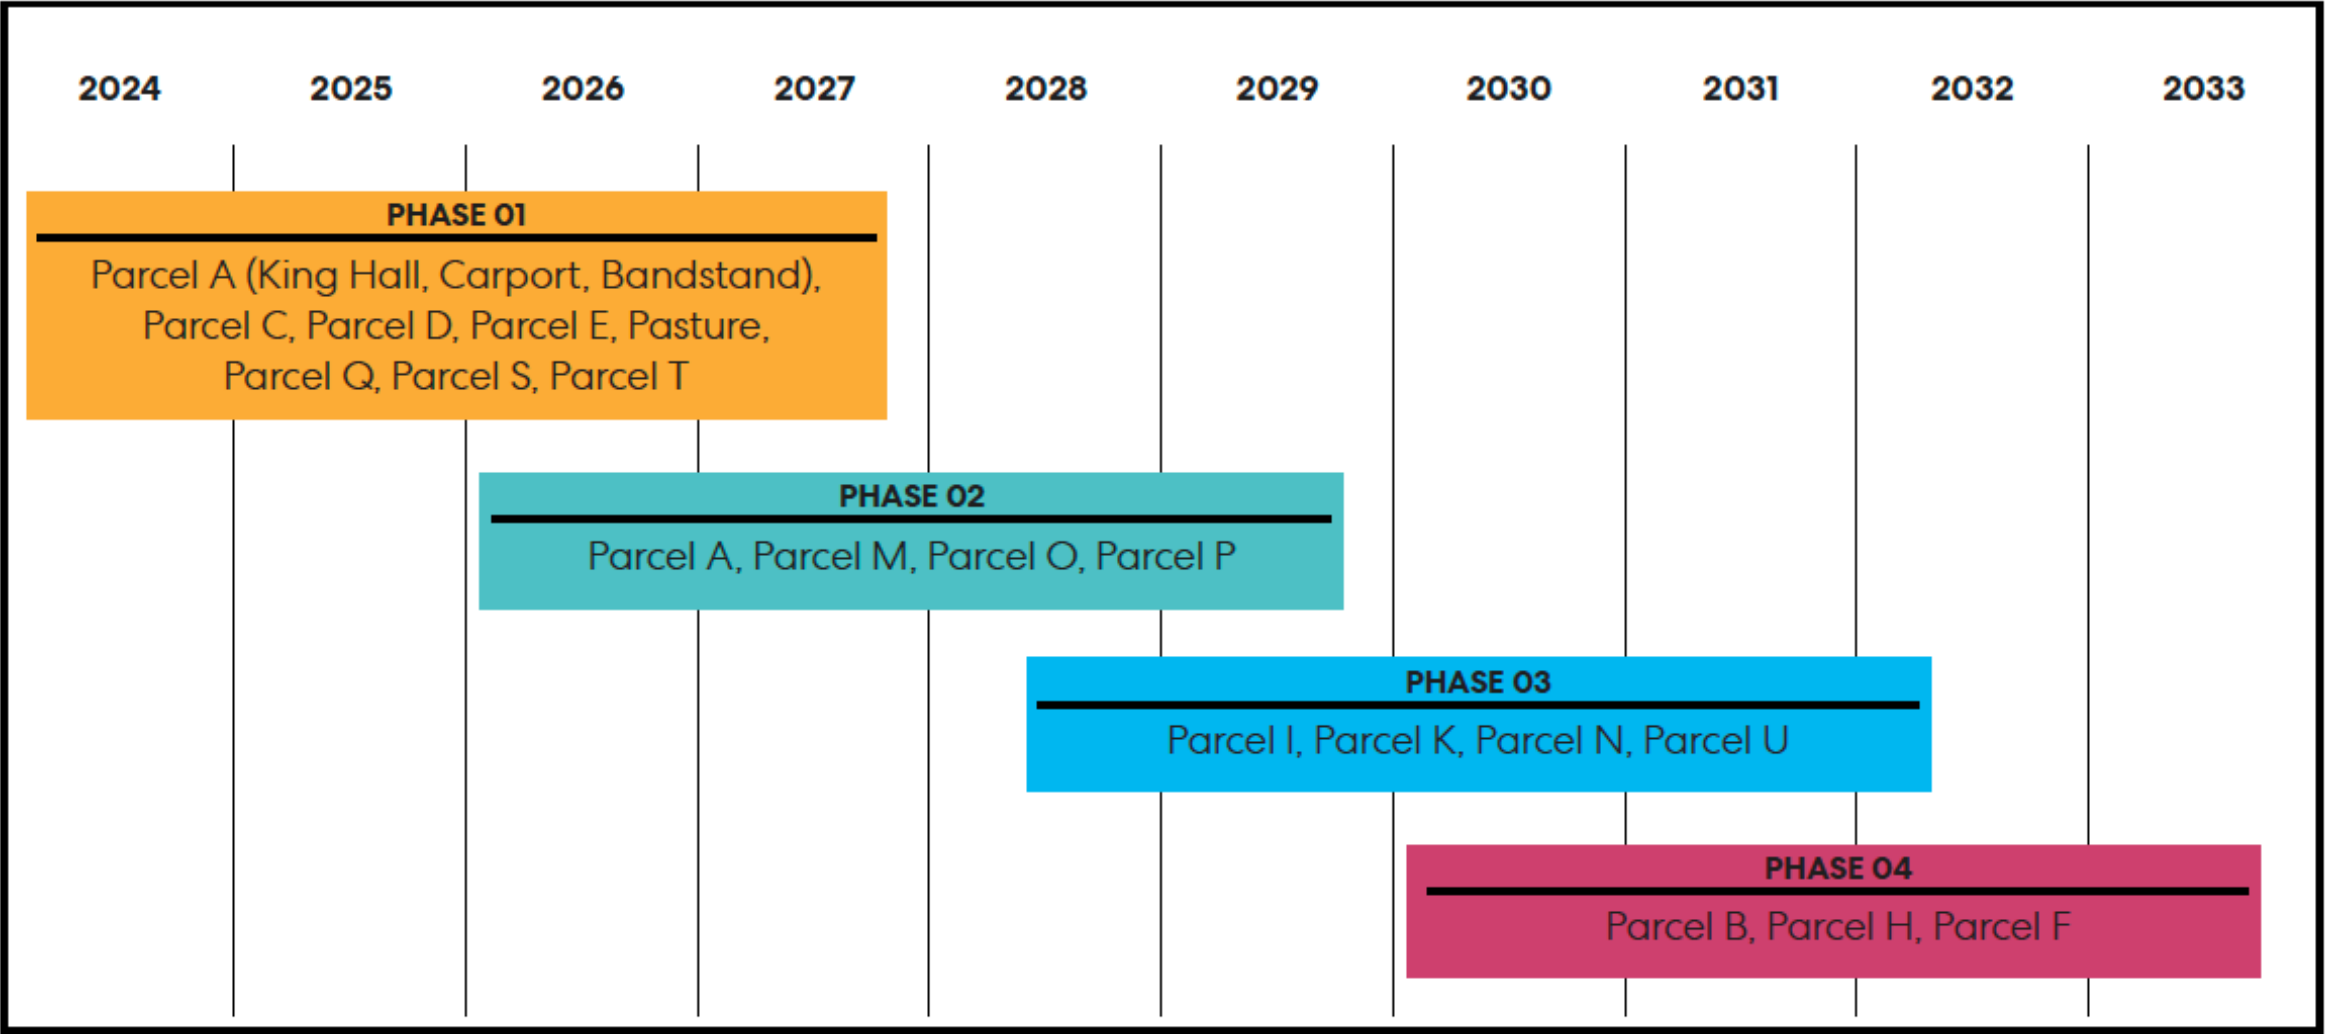 2024 2025 2026 2027 2028 2029 2030 2031 2032 2033
PHASE 01
Parcel A (King Hall, Carport, Bandstand),
Parcel C, Parcel D, Parcel E, Pasture,
Parcel Q, Parcel S, Parcel T
PHASE 02
Parcel A, Parcel M, Parcel O, Parcel P
PHASE 03
Parcel I, Parcel K, Parcel N, Parcel U
PHASE 04
Parcel B, Parcel H, Parcel F